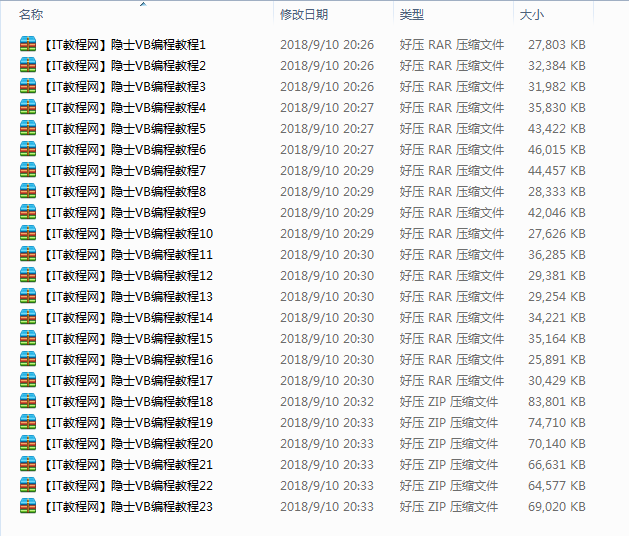 名称 修改日期 类型 大小
【IT教程网】隐士VB编程教程1 2018/9/10 20:26 好压 RAR 压缩文件 27,803 KB
【IT教程网】隐士VB编程教程2 2018/9/10 20:26 好压 RAR 压缩文件 32,384 KB
【IT教程网】隐士VB编程教程3 2018/9/10 20:26 好压 RAR 压缩文件 31,982 KB
【IT教程网】隐士VB编程教程4 2018/9/10 20:27 好压 RAR 压缩文件 35,830 KB
【IT教程网】隐士VB编程教程5 2018/9/10 20:27 好压 RAR 压缩文件 43,422 KB
【IT教程网】隐士VB编程教程6 2018/9/10 20:27 好压 RAR 压缩文件 46,015 KB
【IT教程网】隐士VB编程教程7 2018/9/10 20:29 好压 RAR 压缩文件 44,457 KB
【IT教程网】隐士VB编程教程8 2018/9/10 20:29 好压 RAR 压缩文件 28,333 KB
【IT教程网】隐士VB编程教程9 2018/9/10 20:29 好压 RAR 压缩文件 42,046 KB
【IT教程网】隐士VB编程教程10 2018/9/10 20:29 好压 RAR 压缩文件 27,626 KB
【IT教程网】隐士VB编程教程11 2018/9/10 20:30 好压 RAR 压缩文件 36,285 KB
【IT教程网】隐士VB编程教程12 2018/9/10 20:30 好压 RAR 压缩文件 29,381 KB
【IT教程网】隐士VB编程教程13 2018/9/10 20:30 好压 RAR 压缩文件 29,254 KB
【IT教程网】隐士VB编程教程14 2018/9/10 20:30 好压 RAR 压缩文件 34,221 KB
【IT教程网】隐士VB编程教程15 2018/9/10 20:30 好压 RAR 压缩文件 35,164 KB
【IT教程网】隐士VB编程教程16 2018/9/10 20:30 好压 RAR 压缩文件 25,891 KB
【IT教程网】隐士VB编程教程17 2018/9/10 20:30 好压 RAR 压缩文件 30,429 KB
【IT教程网】隐士VB编程教程18 2018/9/10 20:32 好压 ZIP 压缩文件 83,801 KB
【IT教程网】隐士VB编程教程19 2018/9/10 20:33 好压 ZIP 压缩文件 74,710 KB
【IT教程网】隐士VB编程教程20 2018/9/10 20:33 好压 ZIP 压缩文件 70,140 KB
【IT教程网】隐士VB编程教程21 2018/9/10 20:33 好压 ZIP 压缩文件 66,631 KB
【IT教程网】隐士VB编程教程22 2018/9/10 20:33 好压 ZIP 压缩文件 64,577 KB
【IT教程网】隐士VB编程教程23 2018/9/10 20:33 好压 ZIP 压缩文件 69,020 KB